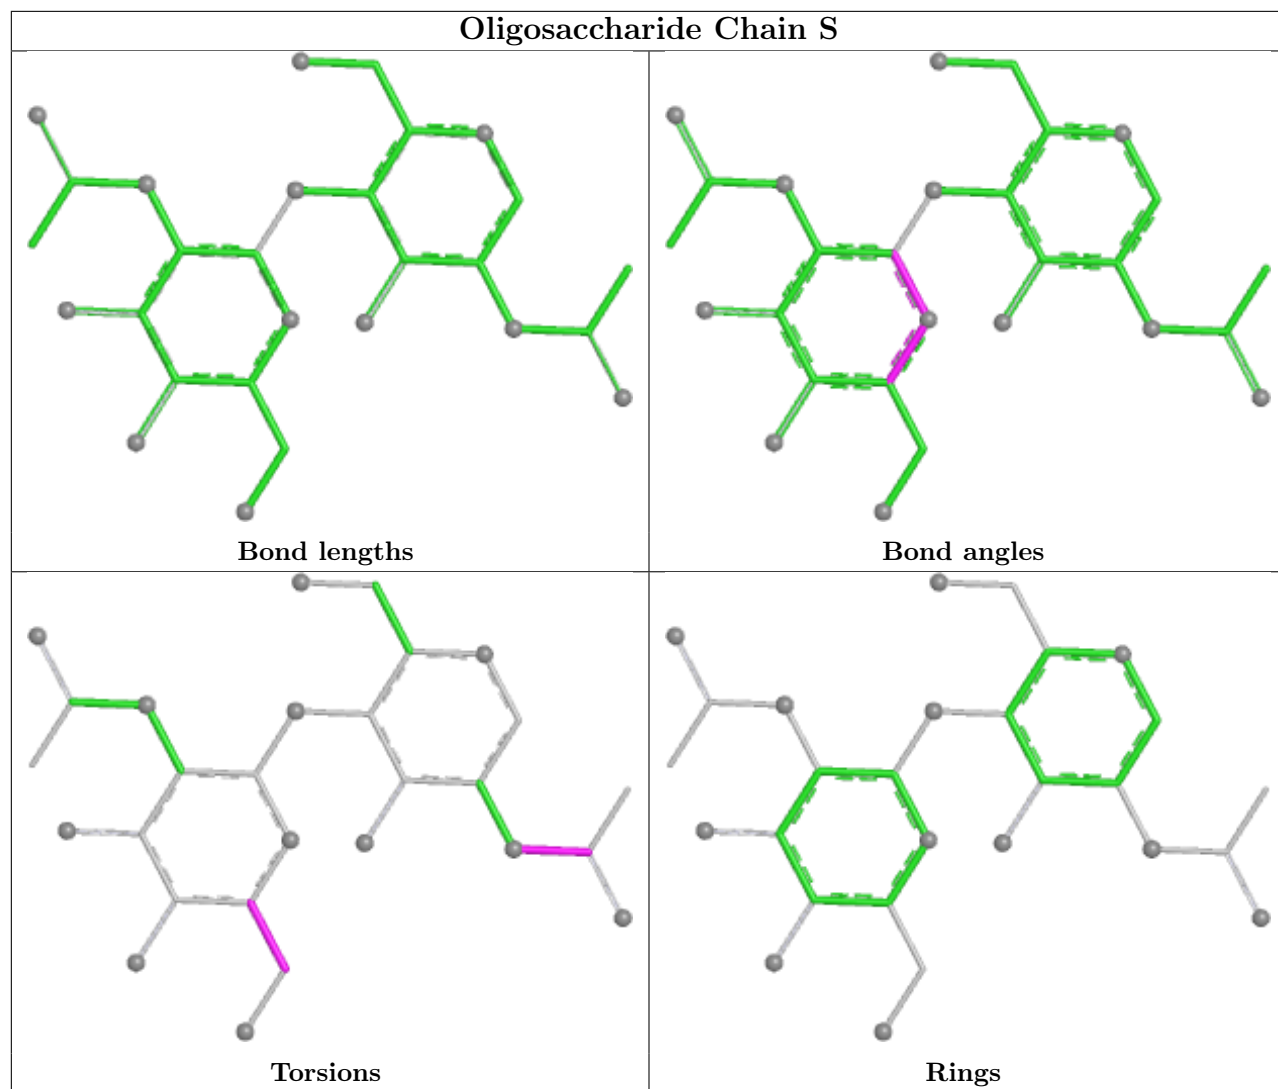 Oligosaccharide Chain S
Bond lengths
Bond angles
Torsions
Rings